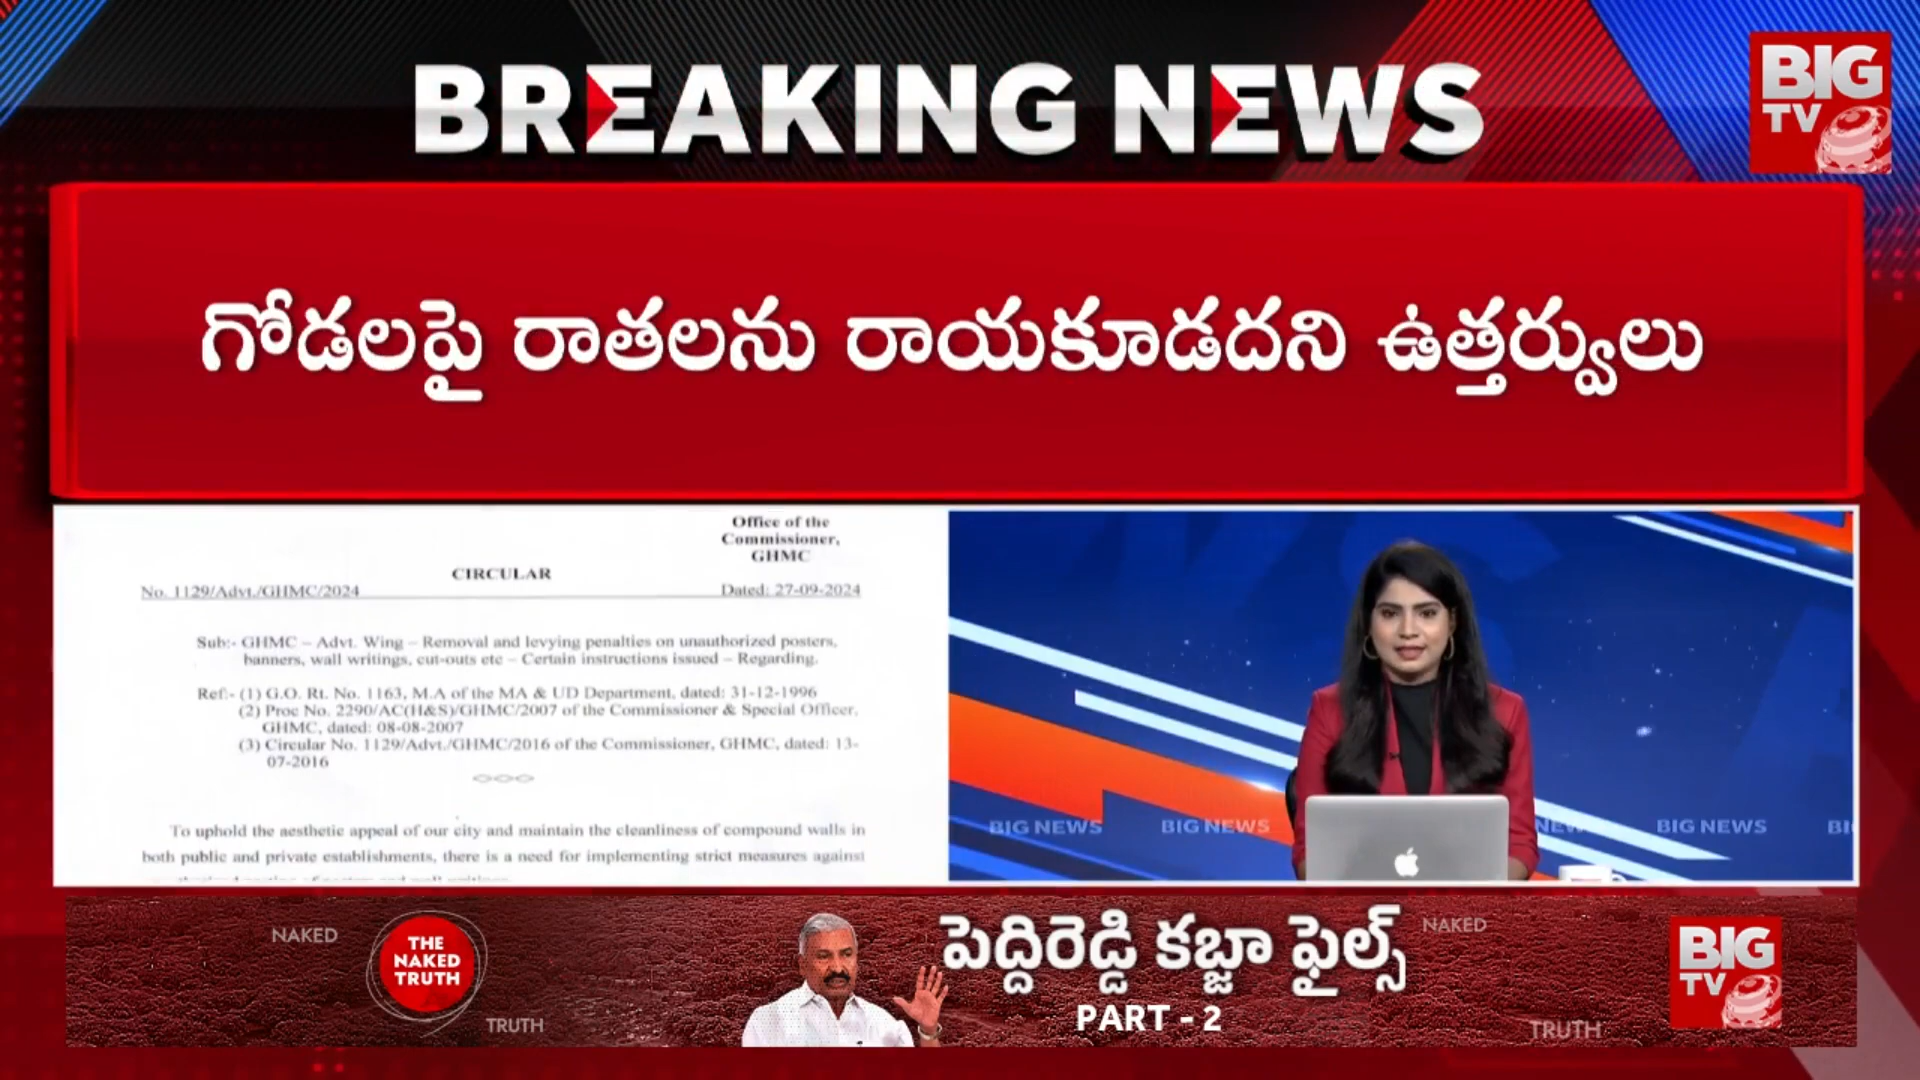 BREAKING NEWS
BIG
TV
గోడలపై రాతలను రాయకూడదని ఉత్తర్వులు
Office of the
Commissioner,
GHMC
CIRCULAR
No. 1129/Advt./GHMC/2024
Dated: 27-09-2024
Sub:- GHMC – Advt. Wing – Removal and levying penalties on unauthorized posters,
banners, wall writings, cut-outs etc – Certain instructions issued – Regarding.
Ref:- (1) G.O. Rt. No. 1163, M.A of the MA & UD Department, dated: 31-12-1996
(2) Proc No. 2290/AC(H&S)/GHMC/2007 of the Commissioner & Special Officer,
GHMC, dated: 08-08-2007
(3) Circular No. 1129/Advt./GHMC/2016 of the Commissioner, GHMC, dated: 13-
07-2016
To uphold the aesthetic appeal of our city and maintain the cleanliness of compound walls in
both public and private establishments, there is a need for implementing strict measures against
BIG NEWS
BIG NEWS
NEW
BIG NEWS
BI
NAKED
THE
NAKED
TRUTH
TRUTH
పెద్దిరెడ్డి కబ్జా ఫైల్స్
PART - 2
NAKED
TRUTH
BIG
TV